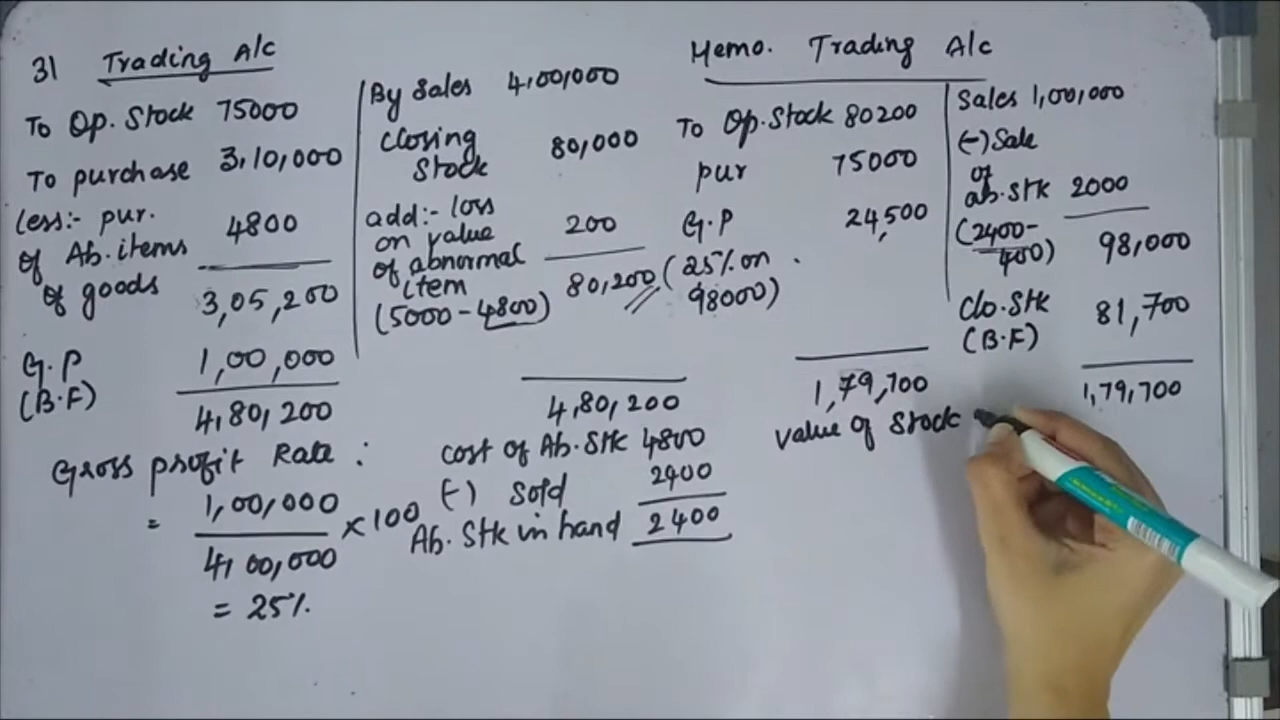 31 Trading A/c
To Op. Stock 75000
To purchase 3,10,000
less:- pur. 4800
of Ab. items
of goods 3,05,200
G.P 1,00,000
(B.F)
4,80,200
By Sales 4,00,000
closing 80,000
Stock
add:- loss 200
on value
of abnormal
item 80,200
(5000-4800)
4,80,200
Gross profit Rate :
= 1,00,000
4,00,000 × 100
= 25%
cost of Ab. Stk 4800
(-) Sold 2400
Ab. Stk in hand 2400
Memo. Trading A/c
To Op. Stock 80200
pur 75000
G.P 24,500
(25% on
98000)
1,79,700
Sales 1,00,000
(-) Sale
of
ab. Stk 2000
(2400-
400) 98,000
Clo. Stk 81,700
(B.F)
1,79,700
value of Stock